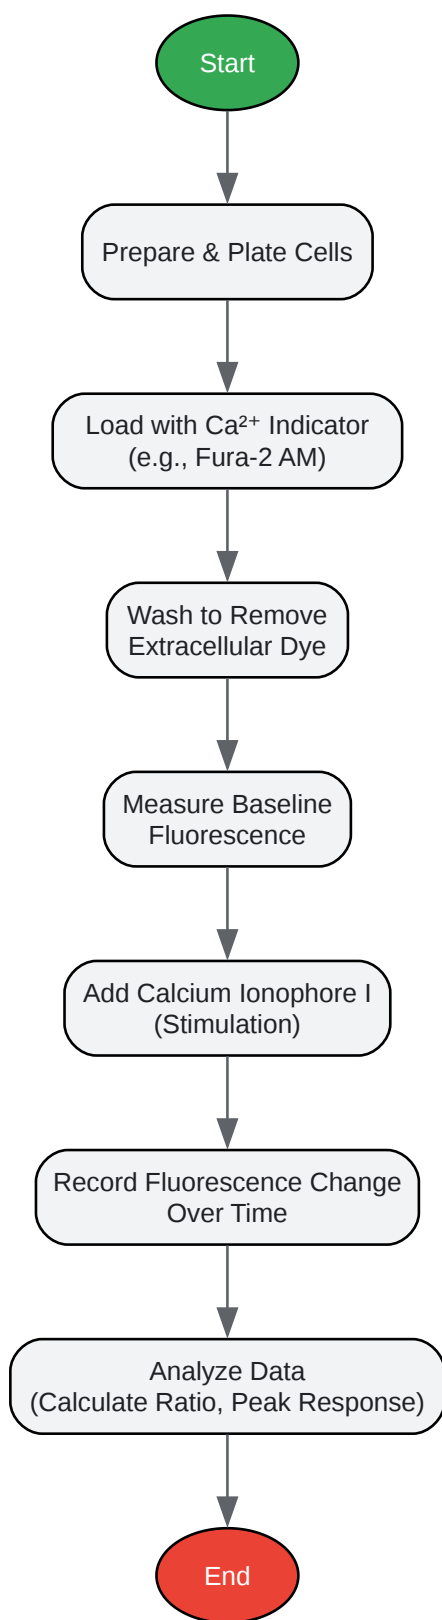 Start
Prepare & Plate Cells
Load with Ca²⁺ Indicator
(e.g., Fura-2 AM)
Wash to Remove
Extracellular Dye
Measure Baseline
Fluorescence
Add Calcium Ionophore I
(Stimulation)
Record Fluorescence Change
Over Time
Analyze Data
(Calculate Ratio, Peak Response)
End